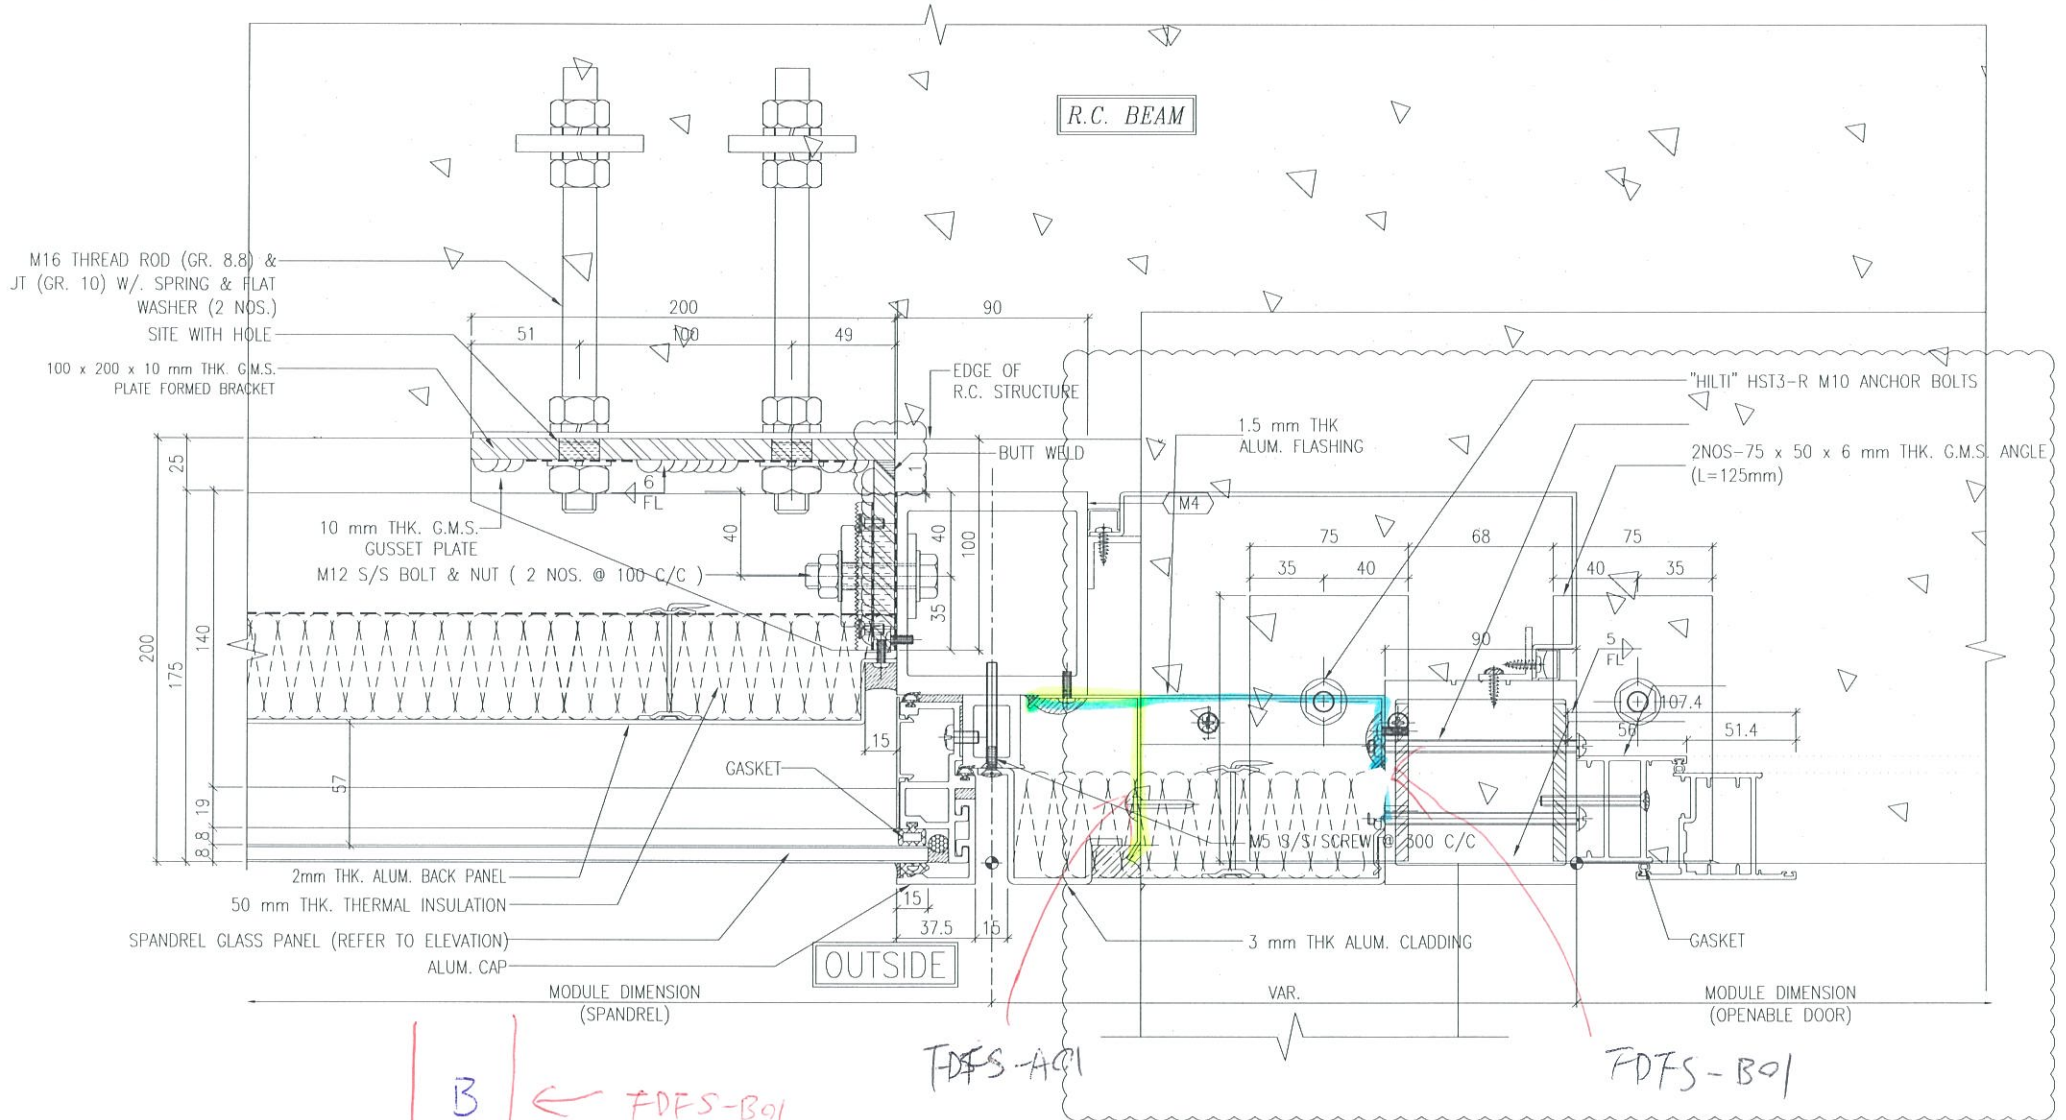 R.C. BEAM
M16 THREAD ROD (GR. 8.8) &
JT (GR. 10) W/. SPRING & FLAT
WASHER (2 NOS.)
SITE WITH HOLE
100 x 200 x 10 mm THK. G.M.S.
PLATE FORMED BRACKET
200
90
51
100
49
EDGE OF
R.C. STRUCTURE
BUTT WELD
1
1.5 mm THK
ALUM. FLASHING
"HILTI" HST3-R M10 ANCHOR BOLTS
2NOS-75 x 50 x 6 mm THK. G.M.S. ANGLE
(L=125mm)
M4
25
6
FL
10 mm THK. G.M.S.
GUSSET PLATE
M12 S/S BOLT & NUT ( 2 NOS. @ 100 C/C )
40
40
100
35
75
68
75
35
40
40
35
200
175
140
90
5
FL
107.4
56
51.4
15
57
GASKET
19
8.8
8
M5 S/S SCREW @ 300 C/C
2mm THK. ALUM. BACK PANEL
50 mm THK. THERMAL INSULATION
SPANDREL GLASS PANEL (REFER TO ELEVATION)
ALUM. CAP
15
37.5
15
OUTSIDE
3 mm THK ALUM. CLADDING
GASKET
MODULE DIMENSION
(SPANDREL)
VAR.
MODULE DIMENSION
(OPENABLE DOOR)
FDFS-B01
B
FDFS-B01